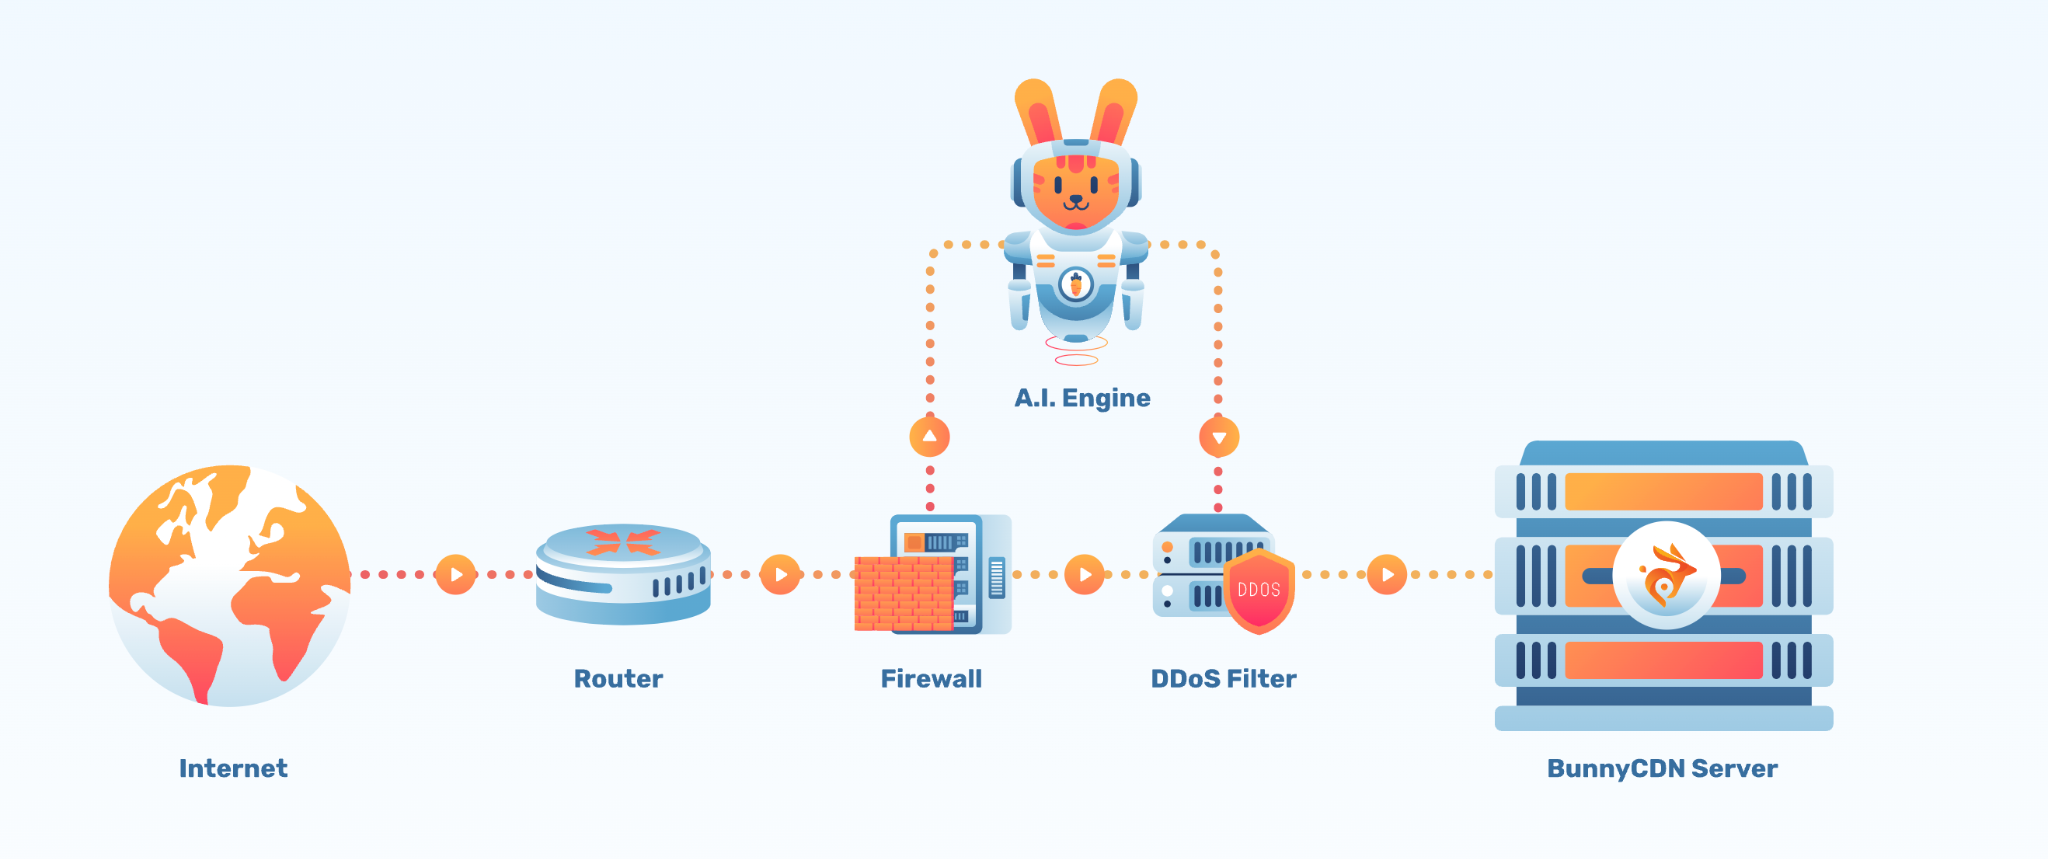 A.I. Engine
DDOS
Router
Firewall
DDoS Filter
Internet
BunnyCDN Server